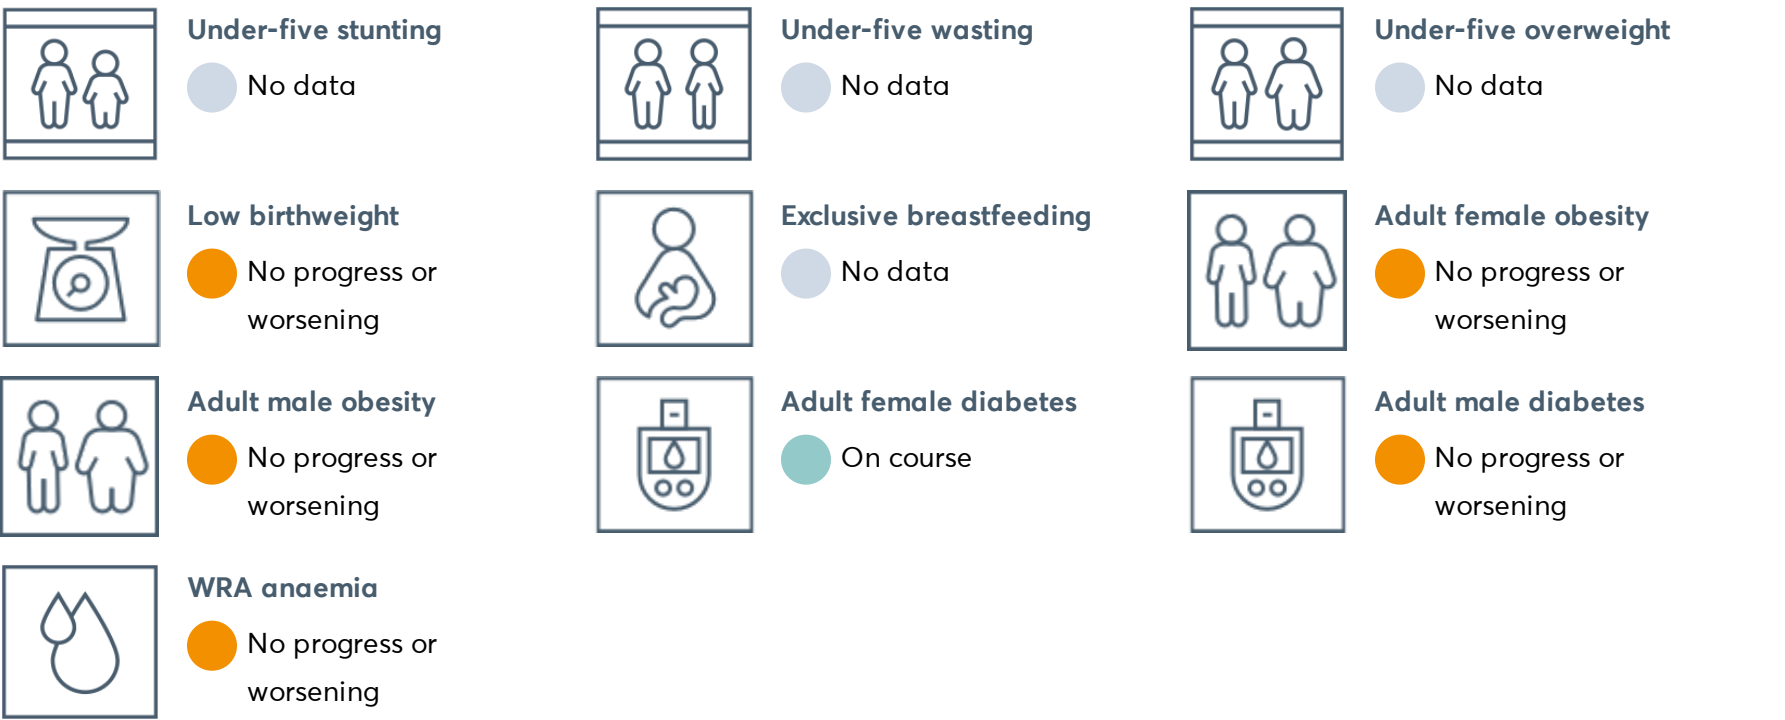 Under-five stunting
No data
Under-five wasting
No data
Under-five overweight
No data
Low birthweight
No progress or
worsening
Exclusive breastfeeding
No data
Adult female obesity
No progress or
worsening
Adult male obesity
No progress or
worsening
Adult female diabetes
On course
Adult male diabetes
No progress or
worsening
WRA anaemia
No progress or
worsening